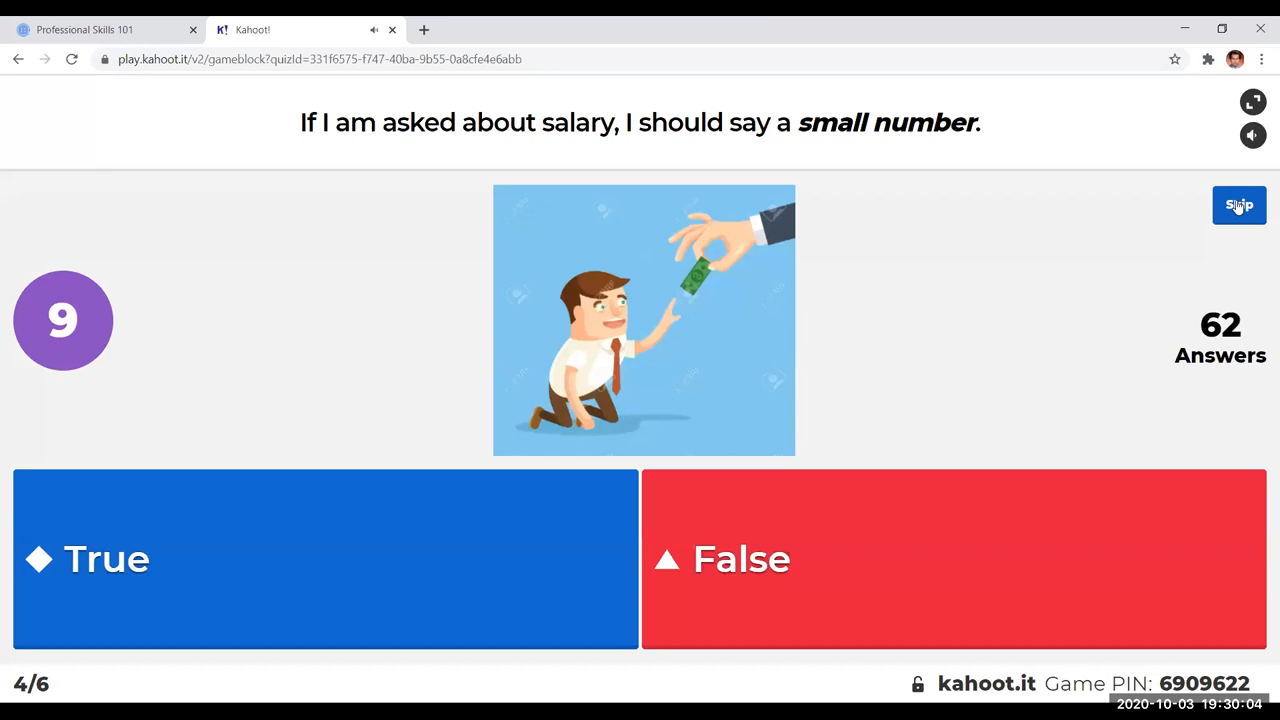 Professional Skills 101
Kahoot!
play.kahoot.it/v2/gameblock?quizId=331f6575-f747-40ba-9b55-0a8cfe4e6abb
If I am asked about salary, I should say a small number.
Skip
9
62
Answers
True
False
4/6
kahoot.it Game PIN: 6909622
2020-10-03 19:30:04